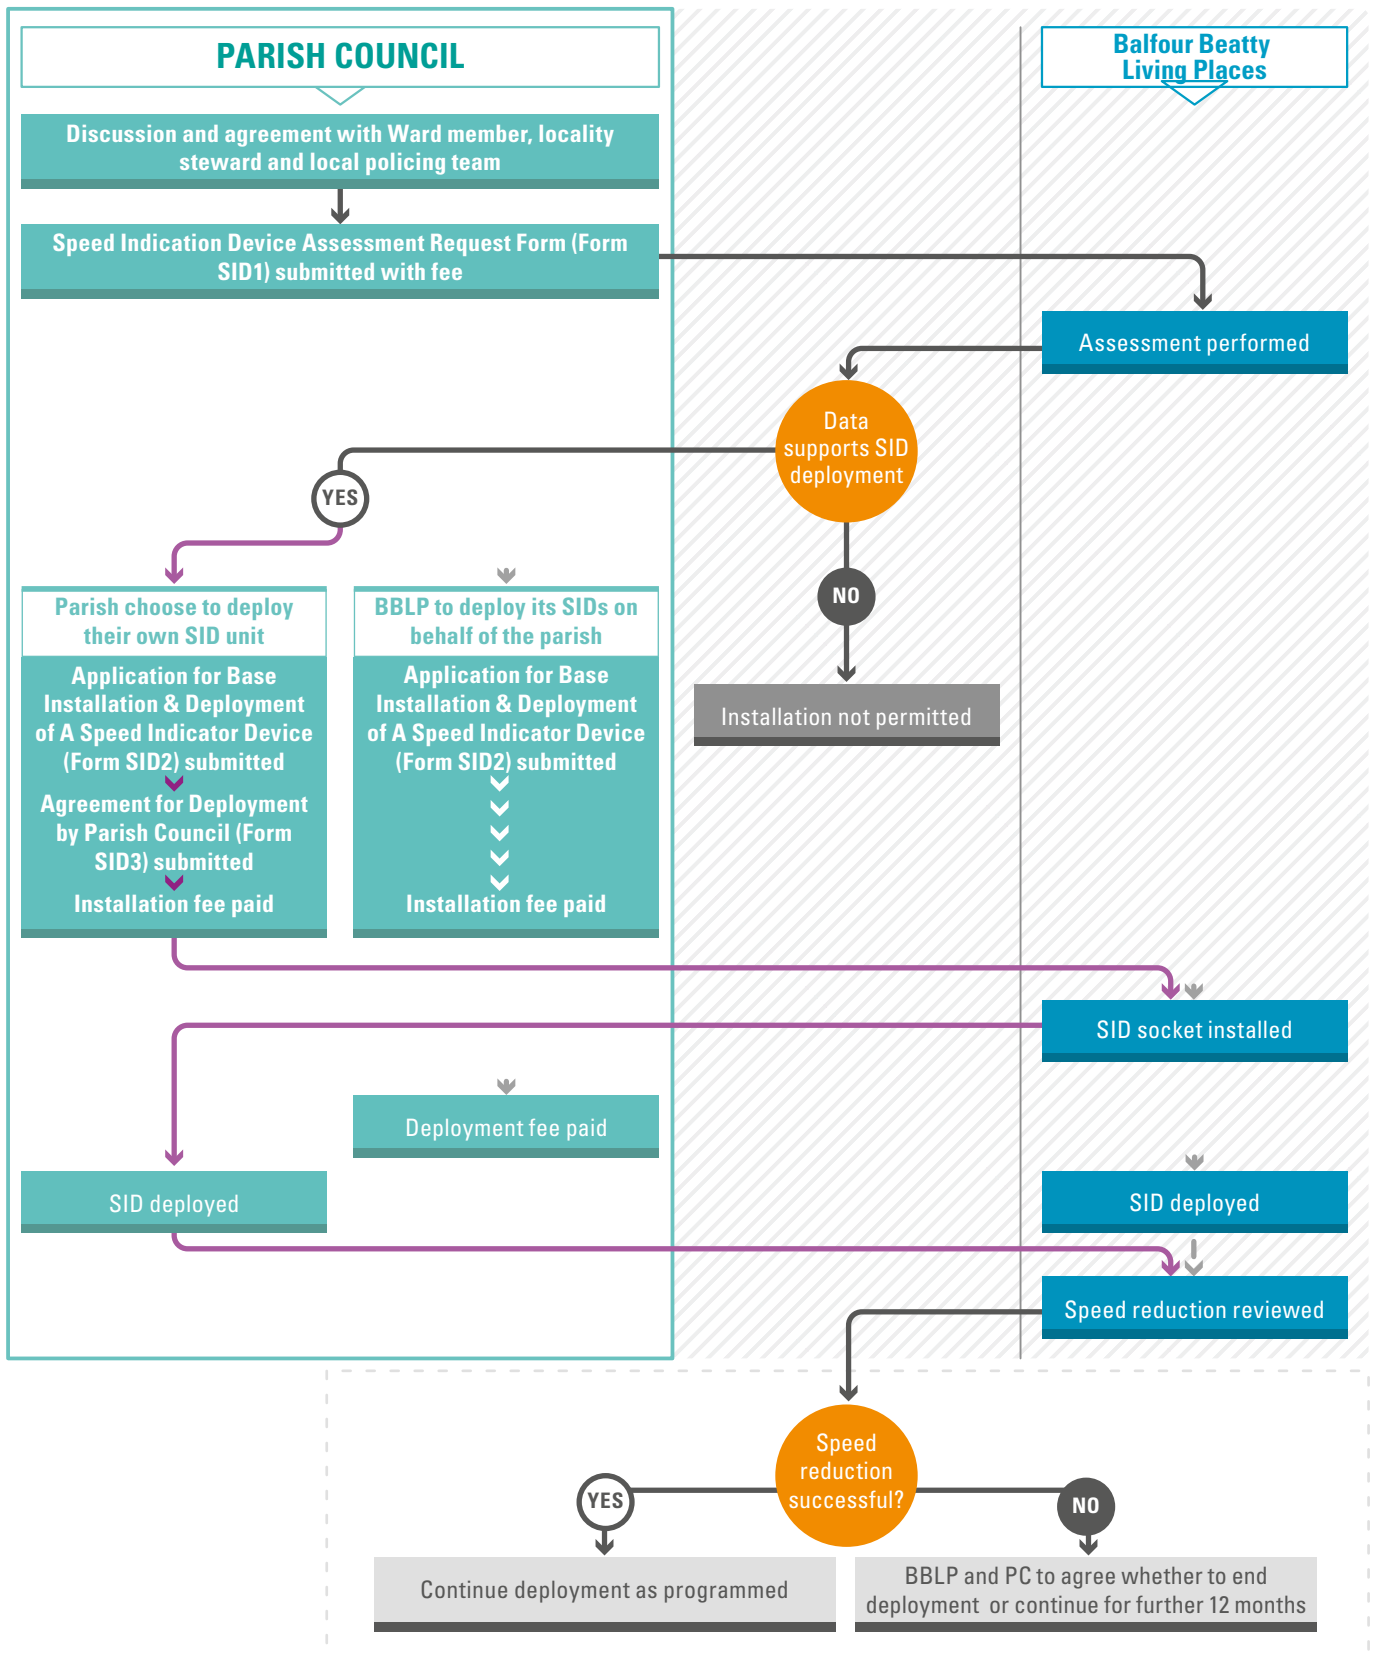 PARISH COUNCIL
Balfour Beatty
Living Places
Discussion and agreement with Ward member, locality
steward and local policing team
Speed Indication Device Assessment Request Form (Form
SID1) submitted with fee
Assessment performed
Data
supports SID
deployment
YES
NO
Parish choose to deploy
their own SID unit
Application for Base
Installation & Deployment
of A Speed Indicator Device
(Form SID2) submitted
Agreement for Deployment
by Parish Council (Form
SID3) submitted
Installation fee paid
BBLP to deploy its SIDs on
behalf of the parish
Application for Base
Installation & Deployment
of A Speed Indicator Device
(Form SID2) submitted
Installation fee paid
Installation not permitted
SID socket installed
Deployment fee paid
SID deployed
SID deployed
Speed reduction reviewed
Speed
reduction
successful?
YES
NO
Continue deployment as programmed
BBLP and PC to agree whether to end
deployment or continue for further 12 months